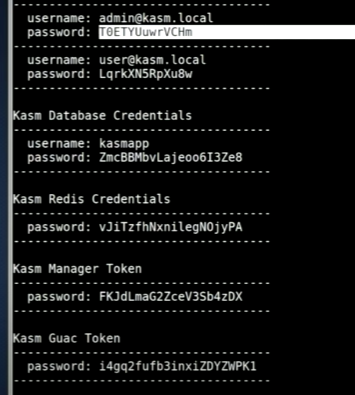 ----------------------------------
username: admin@kasm.local
password: T0ETYUuwrVCHm
----------------------------------
username: user@kasm.local
password: LqrkXN5RpXu8w
----------------------------------
Kasm Database Credentials
----------------------------------
username: kasmapp
password: ZmcBBMbvLajeoo6I3Ze8
----------------------------------
Kasm Redis Credentials
----------------------------------
password: vJiTzfhNxnilegNOjyPA
----------------------------------
Kasm Manager Token
----------------------------------
password: FKJdLmaG2ZceV3Sb4zDX
----------------------------------
Kasm Guac Token
----------------------------------
password: i4gq2fufb3inxiZDYZWPK1
----------------------------------